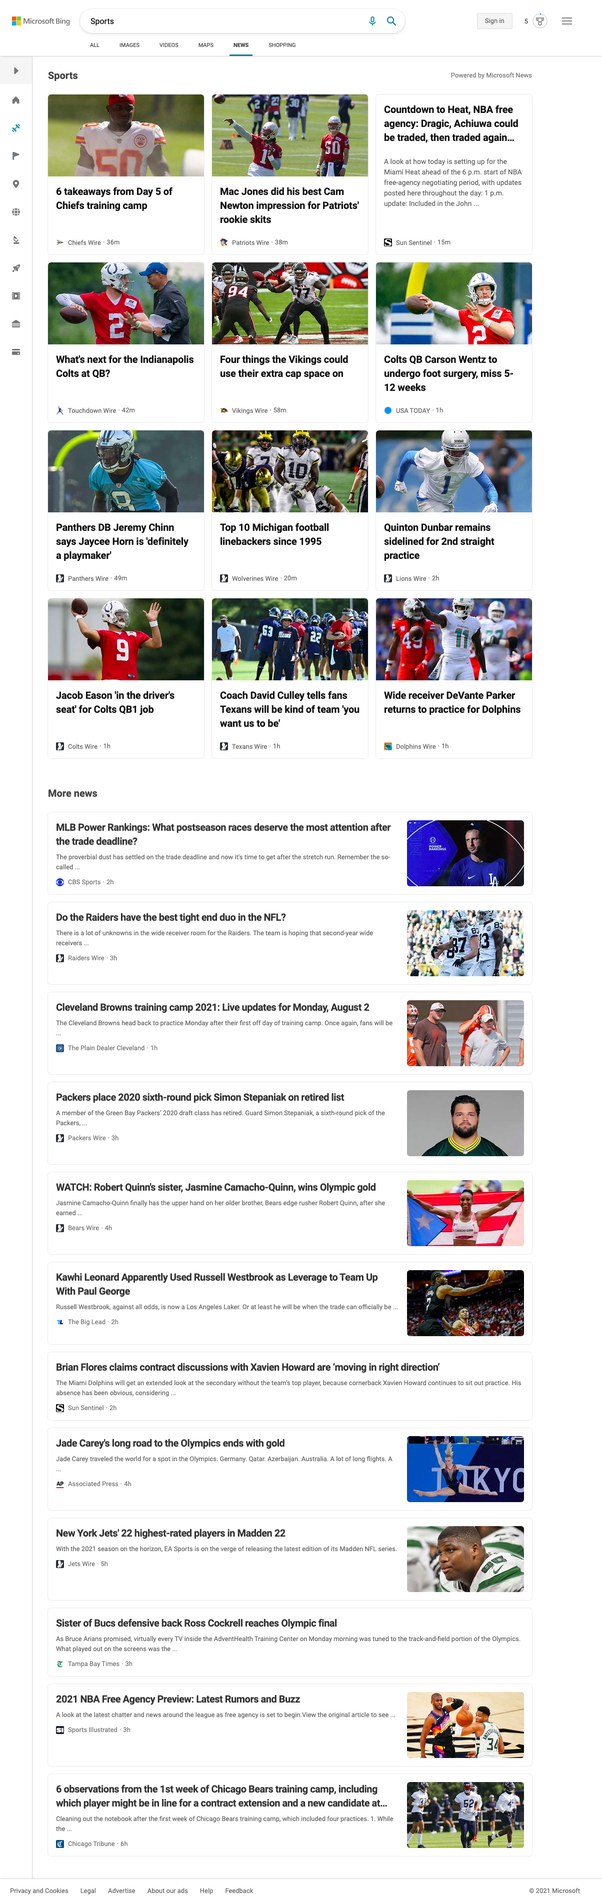 Microsoft Bing
Sports
Sign in
5
ALL
IMAGES
VIDEOS
MAPS
NEWS
SHOPPING
Sports
Powered by Microsoft News
6 takeaways from Day 5 of
Chiefs training camp
Chiefs Wire · 36m
Mac Jones did his best Cam
Newton impression for Patriots'
rookie skits
Patriots Wire · 38m
Countdown to Heat, NBA free
agency: Dragic, Achiuwa could
be traded, then traded again...
A look at how today is setting up for the
Miami Heat ahead of the 6 p.m. start of NBA
free-agency negotiating period, with updates
posted here throughout the day: 1 p.m.
update: Included in the John ...
Sun Sentinel · 15m
What's next for the Indianapolis
Colts at QB?
Touchdown Wire · 42m
Four things the Vikings could
use their extra cap space on
Vikings Wire · 58m
Colts QB Carson Wentz to
undergo foot surgery, miss 5-
12 weeks
USA TODAY · 1h
Panthers DB Jeremy Chinn
says Jaycee Horn is 'definitely
a playmaker'
Panthers Wire · 49m
Top 10 Michigan football
linebackers since 1995
Wolverines Wire · 20m
Quinton Dunbar remains
sidelined for 2nd straight
practice
Lions Wire · 2h
Jacob Eason 'in the driver's
seat' for Colts QB1 job
Colts Wire · 1h
Coach David Culley tells fans
Texans will be kind of team 'you
want us to be'
Texans Wire · 1h
Wide receiver DeVante Parker
returns to practice for Dolphins
Dolphins Wire · 1h
More news
MLB Power Rankings: What postseason races deserve the most attention after
the trade deadline?
The proverbial dust has settled on the trade deadline and now it's time to get after the stretch run. Remember the so-
called ...
CBS Sports · 2h
Do the Raiders have the best tight end duo in the NFL?
There is a lot of unknowns in the wide receiver room for the Raiders. The team is hoping that second-year wide
receivers ...
Raiders Wire · 3h
Cleveland Browns training camp 2021: Live updates for Monday, August 2
The Cleveland Browns head back to practice Monday after their first off day of training camp. Once again, fans will be
...
The Plain Dealer Cleveland · 1h
Packers place 2020 sixth-round pick Simon Stepaniak on retired list
A member of the Green Bay Packers' 2020 draft class has retired. Guard Simon Stepaniak, a sixth-round pick of the
Packers, ...
Packers Wire · 3h
WATCH: Robert Quinn's sister, Jasmine Camacho-Quinn, wins Olympic gold
Jasmine Camacho-Quinn finally has the upper hand on her older brother, Bears edge rusher Robert Quinn, after she
earned ...
Bears Wire · 4h
Kawhi Leonard Apparently Used Russell Westbrook as Leverage to Team Up
With Paul George
Russell Westbrook, against all odds, is now a Los Angeles Laker. Or at least he will be when the trade can officially be ...
The Big Lead · 2h
Brian Flores claims contract discussions with Xavien Howard are 'moving in right direction'
The Miami Dolphins will get an extended look at the secondary without the team's top player, because cornerback Xavien Howard continues to sit out practice. His
absence has been obvious, considering ...
Sun Sentinel · 2h
Jade Carey's long road to the Olympics ends with gold
Jade Carey traveled the world for a spot in the Olympics. Germany. Qatar. Azerbaijan. Australia. A lot of long flights. A
...
Associated Press · 4h
New York Jets' 22 highest-rated players in Madden 22
With the 2021 season on the horizon, EA Sports is on the verge of releasing the latest edition of its Madden NFL series.
Jets Wire · 5h
Sister of Bucs defensive back Ross Cockrell reaches Olympic final
As Bruce Arians promised, virtually every TV inside the AdventHealth Training Center on Monday morning was tuned to the track-and-field portion of the Olympics.
What played out on the screens was the ...
Tampa Bay Times · 3h
2021 NBA Free Agency Preview: Latest Rumors and Buzz
A look at the latest chatter and news around the league as free agency is set to begin.View the original article to see ...
Sports Illustrated · 3h
6 observations from the 1st week of Chicago Bears training camp, including
which player might be in line for a contract extension and a new candidate at...
Cleaning out the notebook after the first week of Chicago Bears training camp, which included four practices. 1. While
the ...
Chicago Tribune · 6h
Privacy and Cookies
Legal
Advertise
About our ads
Help
Feedback
© 2021 Microsoft